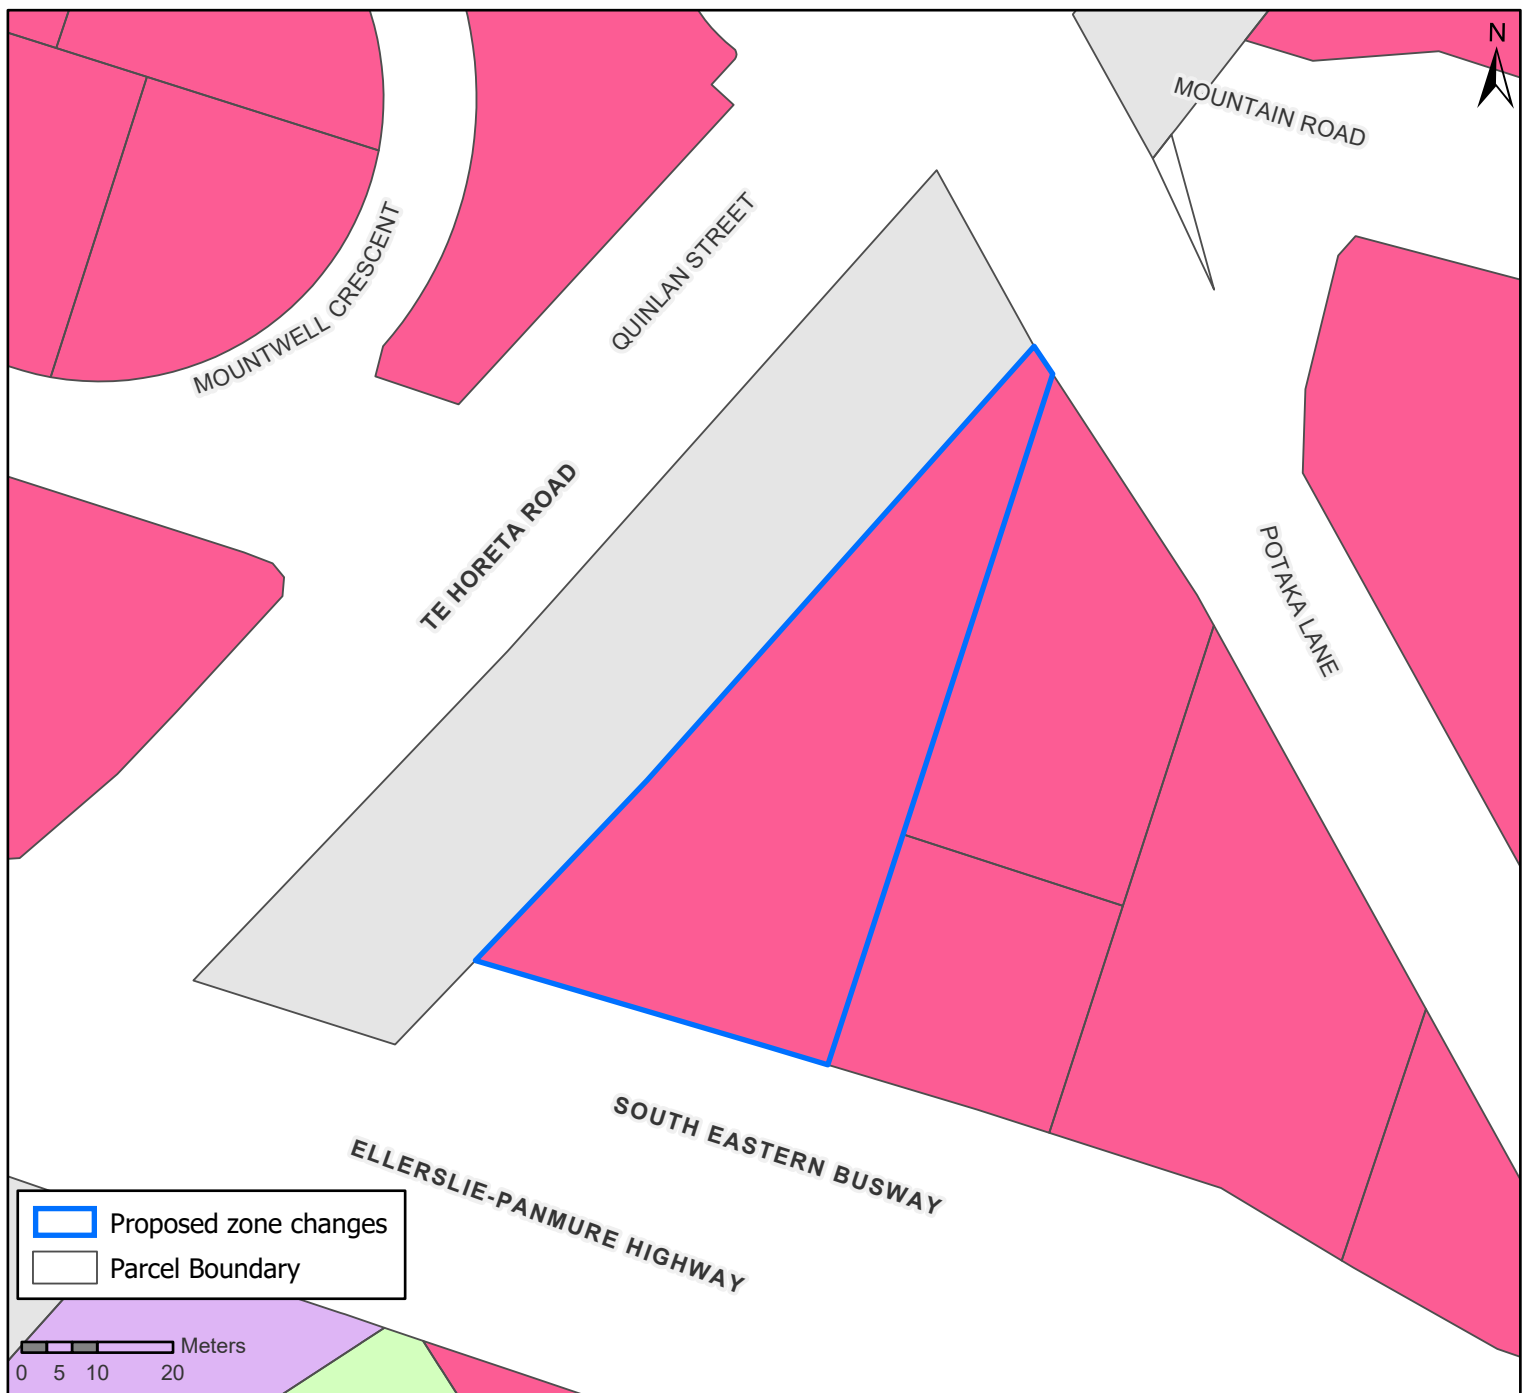 N
MOUNTAIN ROAD
MOUNTWELL CRESCENT
QUINLAN STREET
TE HORETA ROAD
POTAKA LANE
SOUTH EASTERN BUSWAY
ELLERSLIE-PANMURE HIGHWAY
Proposed zone changes
Parcel Boundary
Meters
0 5 10 20